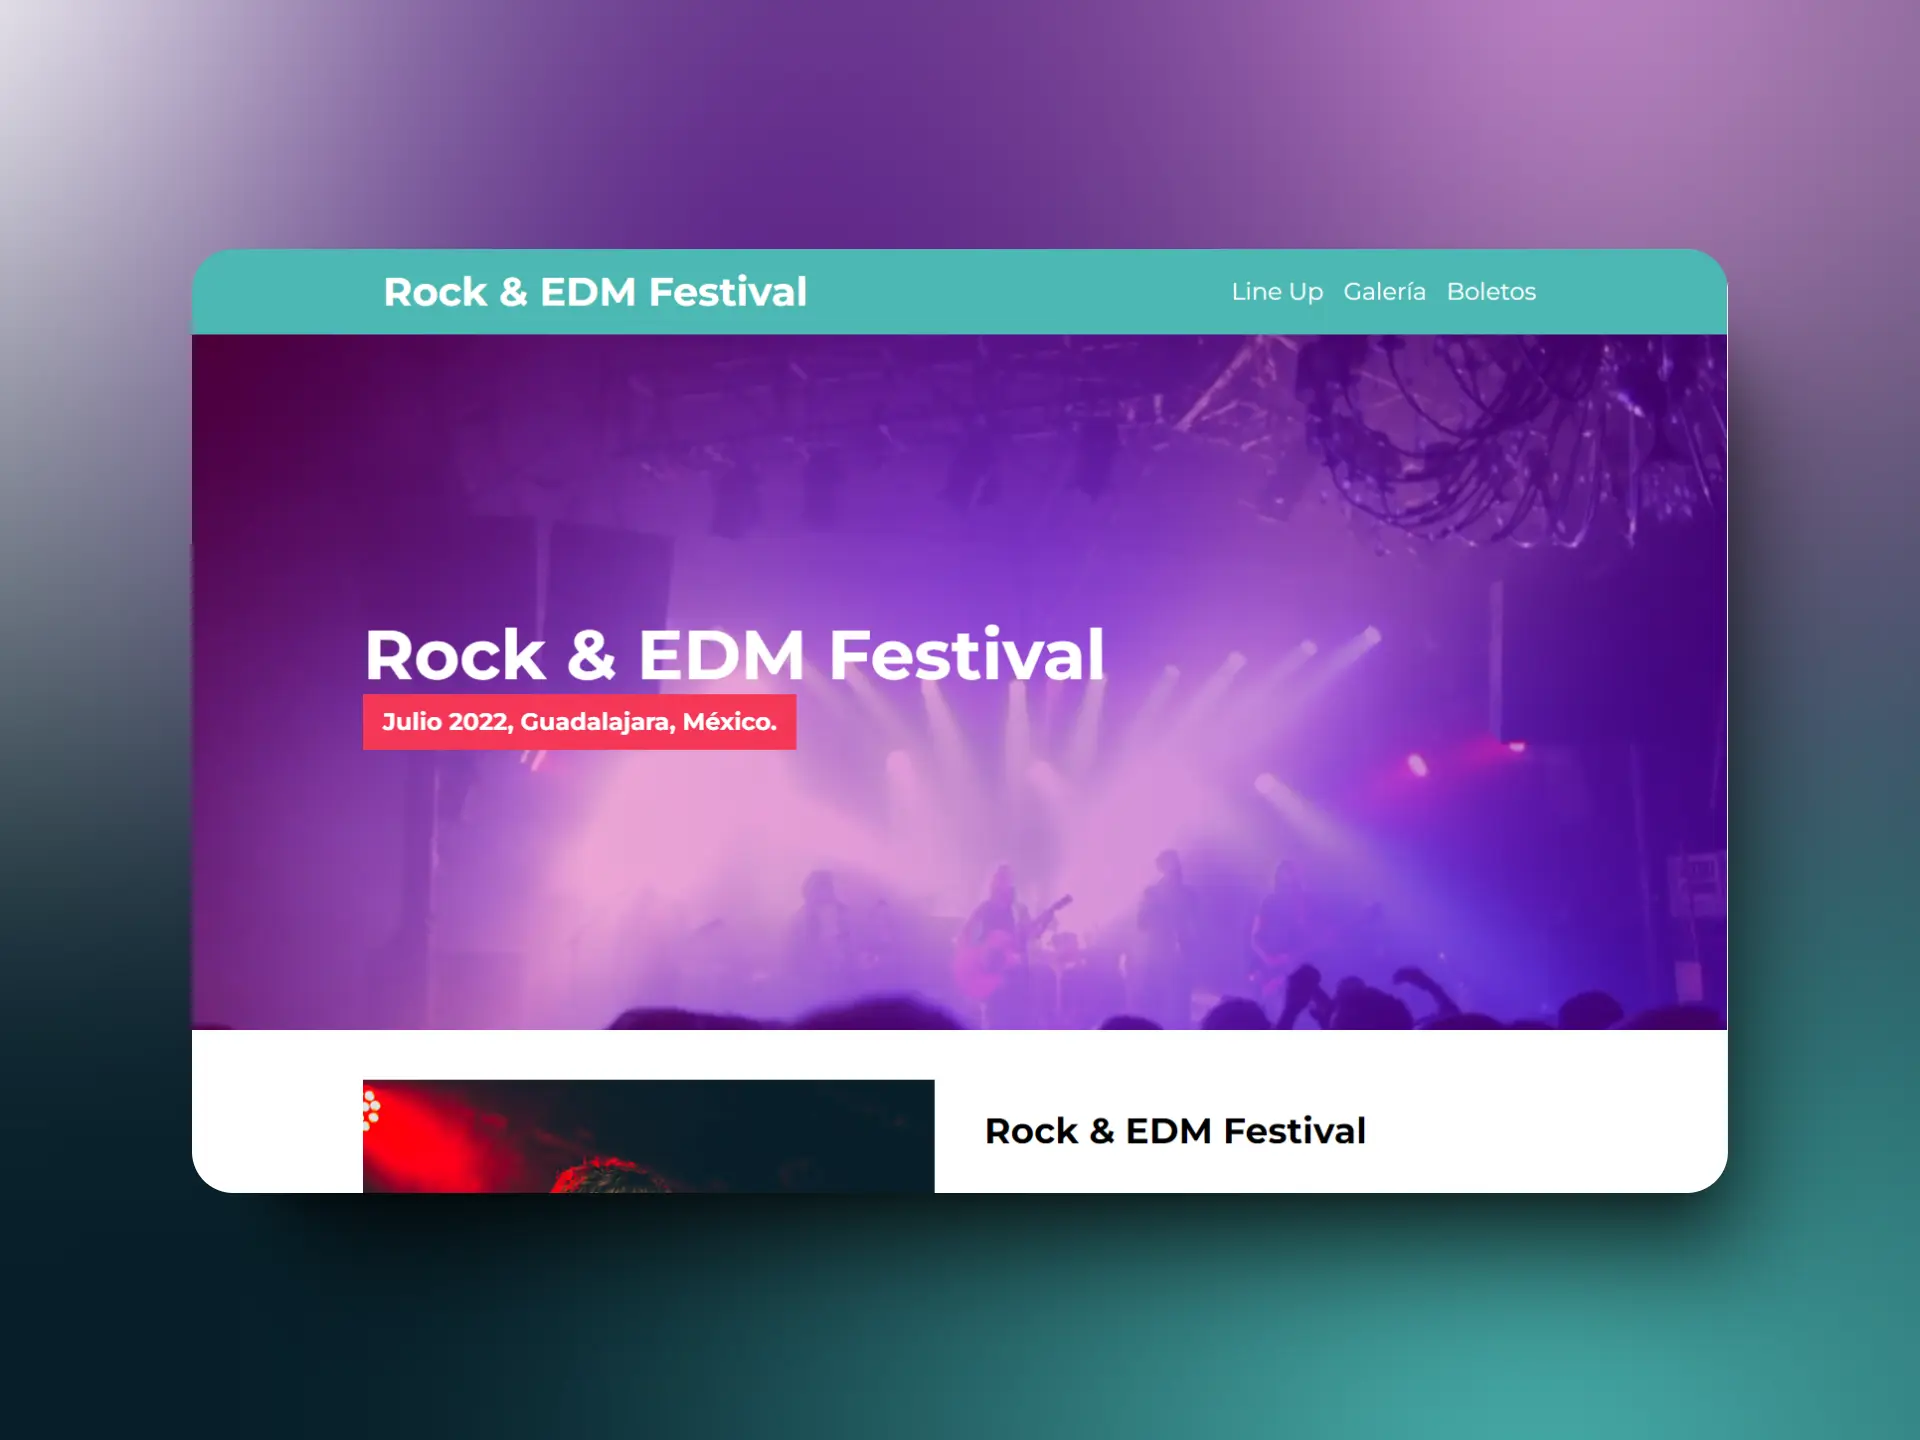 Rock & EDM Festival
Line Up Galería Boletos
Rock & EDM Festival
Julio 2022, Guadalajara, México.
Rock & EDM Festival